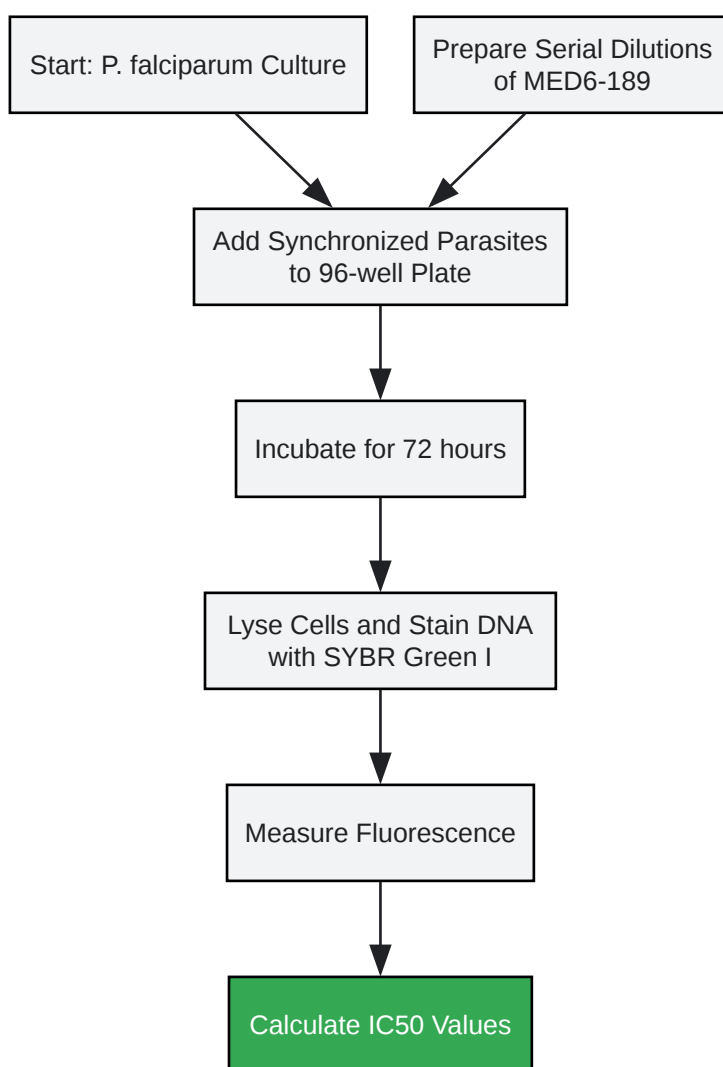 Start: P. falciparum Culture
Prepare Serial Dilutions
of MED6-189
Add Synchronized Parasites
to 96-well Plate
Incubate for 72 hours
Lyse Cells and Stain DNA
with SYBR Green I
Measure Fluorescence
Calculate IC50 Values